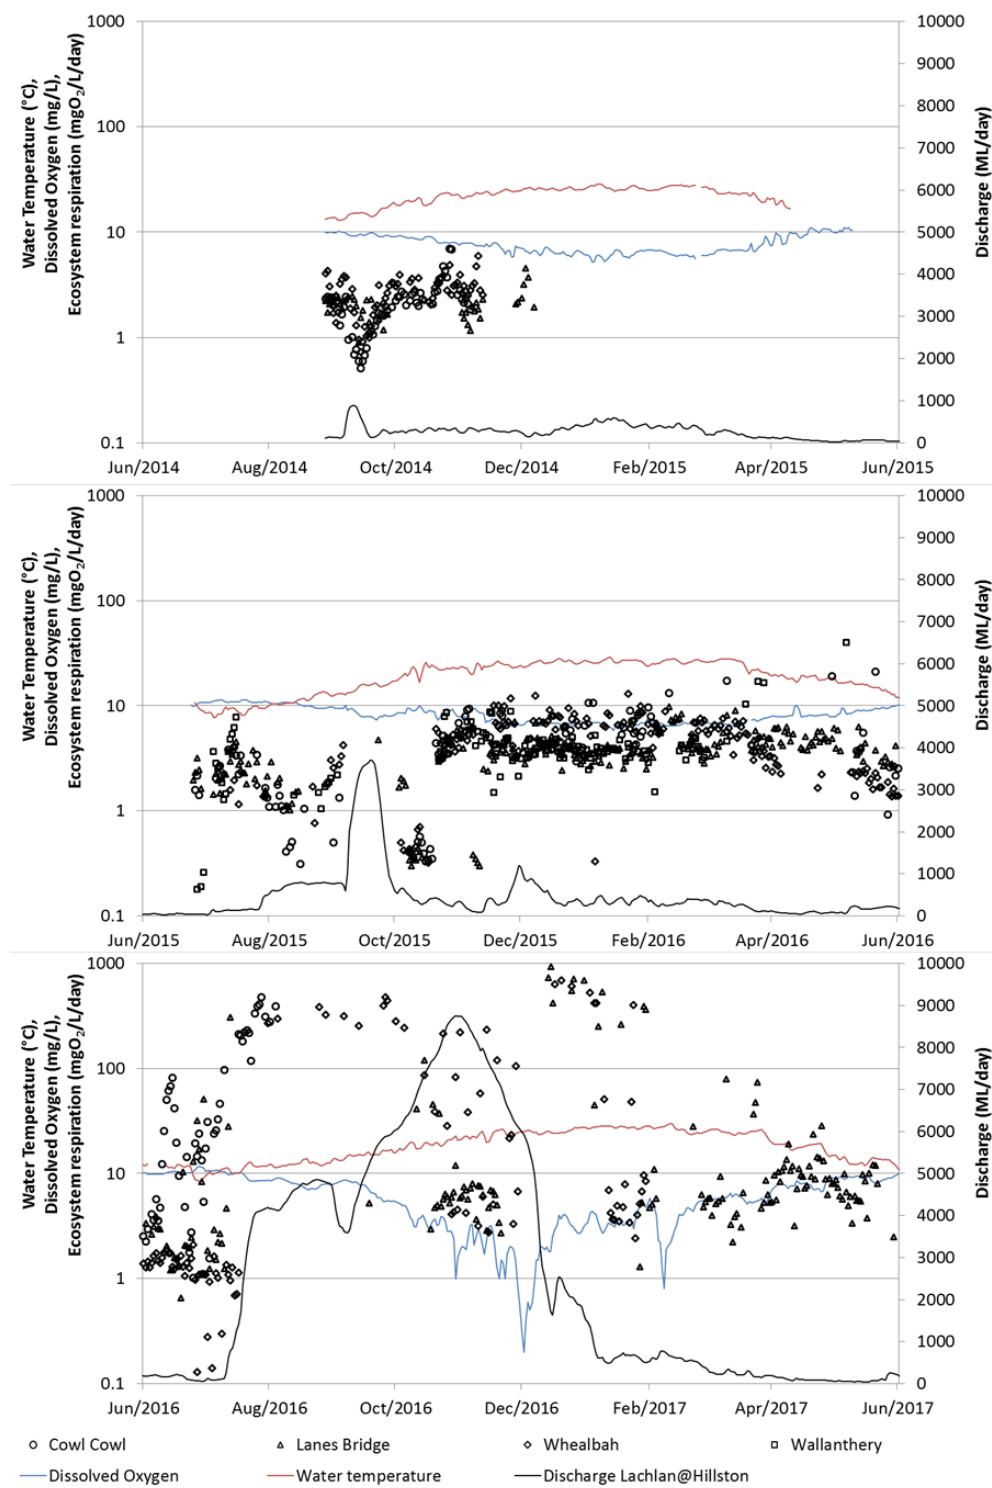 Water Temperature (°C),
Dissolved Oxygen (mg/L),
Ecosystem respiration (mgO₂/L/day)
1000
100
10
1
0.1
10000
9000
8000
7000
6000
5000
4000
3000
2000
1000
0
Discharge (ML/day)
Jun/2014 Aug/2014 Oct/2014 Dec/2014 Feb/2015 Apr/2015 Jun/2015
Water Temperature (°C),
Dissolved Oxygen (mg/L),
Ecosystem respiration (mgO₂/L/day)
1000
100
10
1
0.1
10000
9000
8000
7000
6000
5000
4000
3000
2000
1000
0
Discharge (ML/day)
Jun/2015 Aug/2015 Oct/2015 Dec/2015 Feb/2016 Apr/2016 Jun/2016
Water Temperature (°C),
Dissolved Oxygen (mg/L),
Ecosystem respiration (mgO₂/L/day)
1000
100
10
1
0.1
10000
9000
8000
7000
6000
5000
4000
3000
2000
1000
0
Discharge (ML/day)
Jun/2016 Aug/2016 Oct/2016 Dec/2016 Feb/2017 Apr/2017 Jun/2017
Cowl Cowl Lanes Bridge Whealbah Wallanthery
Dissolved Oxygen Water temperature Discharge Lachlan@Hillston